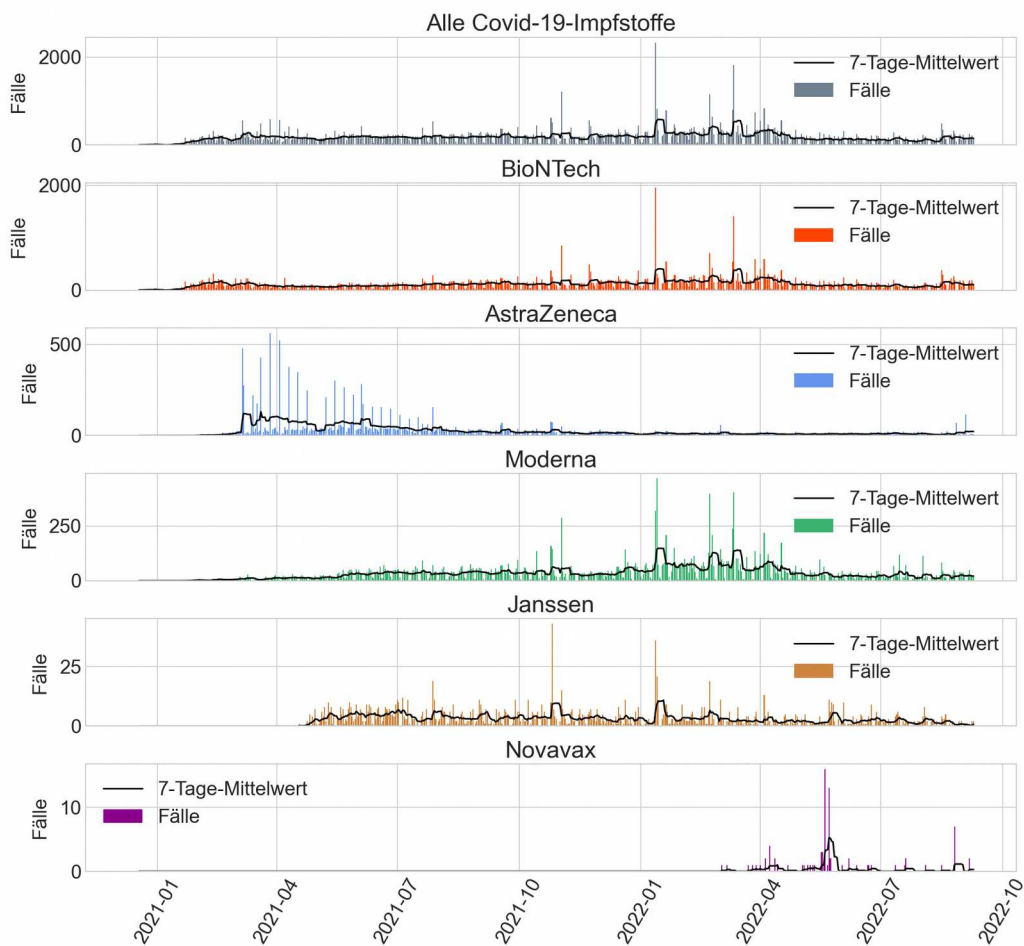 Alle Covid-19-Impfstoffe
2000
0
Fälle
7-Tage-Mittelwert
Fälle
BioNTech
2000
0
Fälle
7-Tage-Mittelwert
Fälle
AstraZeneca
500
0
Fälle
7-Tage-Mittelwert
Fälle
Moderna
250
0
Fälle
7-Tage-Mittelwert
Fälle
Janssen
25
0
Fälle
7-Tage-Mittelwert
Fälle
Novavax
10
0
Fälle
7-Tage-Mittelwert
Fälle
2021-01
2021-04
2021-07
2021-10
2022-01
2022-04
2022-07
2022-10